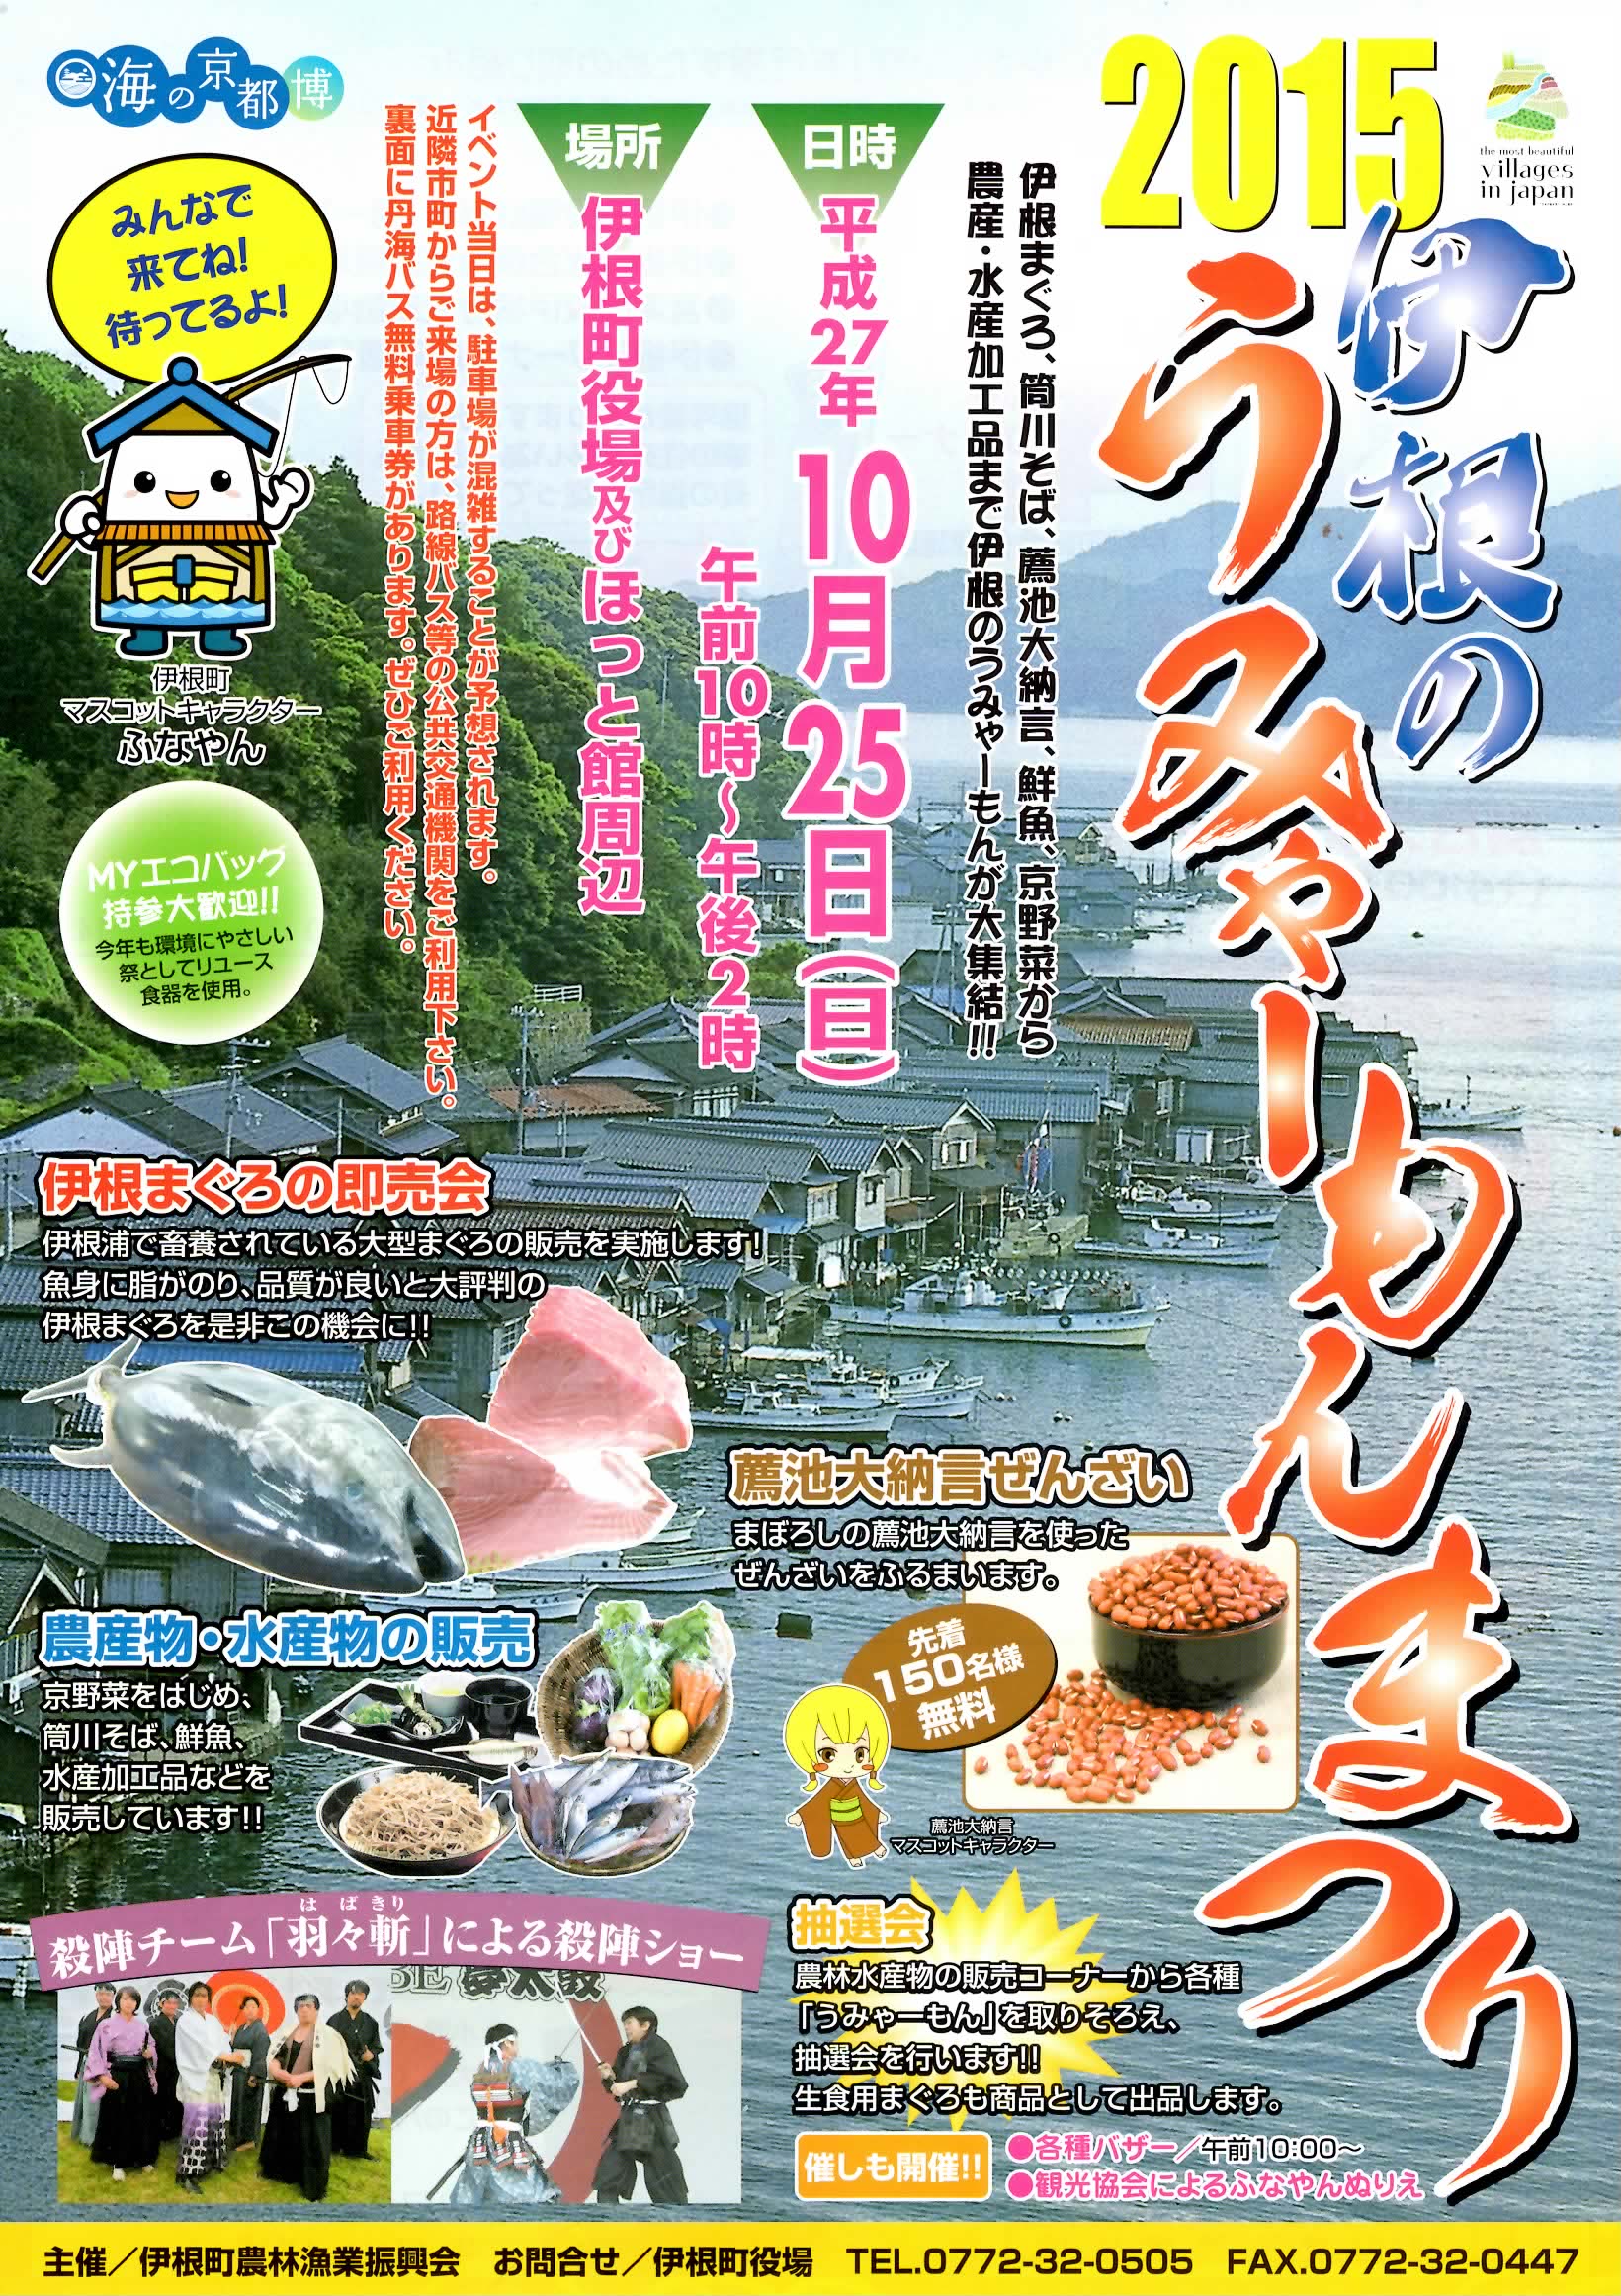 2015
伊根の
うみゃーもんまつり
the most beautiful
villages
in japan
伊根まぐろ、筒川そば、薦池大納言、鮮魚、京野菜から
農産・水産加工品まで伊根のうみゃーもんが大集結!!
日時
平成27年
10月25日(日)
午前10時〜午後2時
場所
伊根町役場及びほっと館周辺
イベント当日は、駐車場が混雑することが予想されます。
近隣市町からご来場の方は、路線バス等の公共交通機関をご利用下さい。
裏面に丹海バス無料乗車券があります。ぜひご利用ください。
海の京都博
みんなで
来てね!
待ってるよ!
伊根町
マスコットキャラクター
ふなやん
MYエコバッグ
持参大歓迎!!
今年も環境にやさしい
祭としてリユース
食器を使用。
伊根まぐろの即売会
伊根浦で畜養されている大型まぐろの販売を実施します!
魚身に脂がのり、品質が良いと大評判の
伊根まぐろを是非この機会に!!
薦池大納言ぜんざい
まぼろしの薦池大納言を使った
ぜんざいをふるまいます。
先着
150名様
無料
薦池大納言
マスコットキャラクター
農産物・水産物の販売
京野菜をはじめ、
筒川そば、鮮魚、
水産加工品などを
販売しています!!
はばきり
殺陣チーム「羽々斬」による殺陣ショー
抽選会
農林水産物の販売コーナーから各種
「うみゃーもん」を取りそろえ、
抽選会を行います!!
生食用まぐろも商品として出品します。
催しも開催!!
●各種バザー/午前10:00〜
●観光協会によるふなやんぬりえ
主催/伊根町農林漁業振興会 お問合せ/伊根町役場 TEL.0772-32-0505 FAX.0772-32-0447